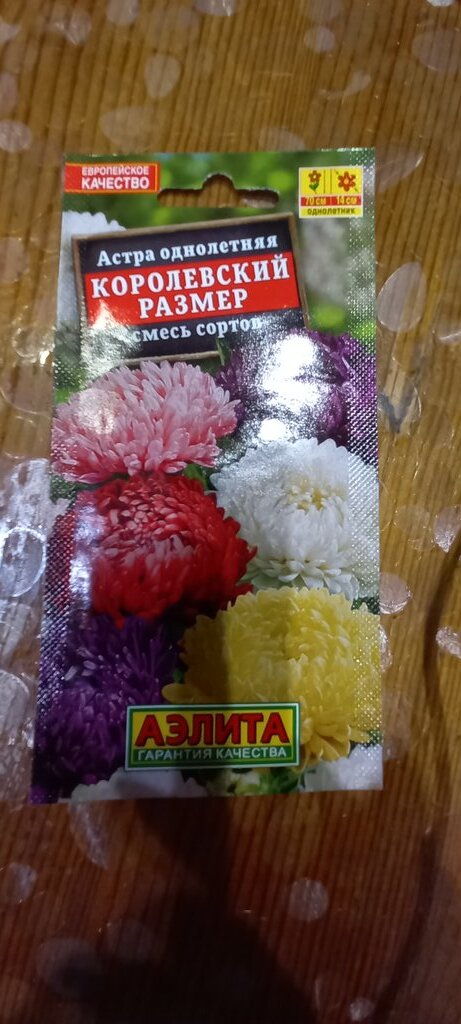 ЕВРОПЕЙСКОЕ
КАЧЕСТВО
70 см 14 см
однолетник
Астра однолетняя
КОРОЛЕВСКИЙ
РАЗМЕР
смесь сортов
АЭЛИТА
ГАРАНТИЯ КАЧЕСТВА